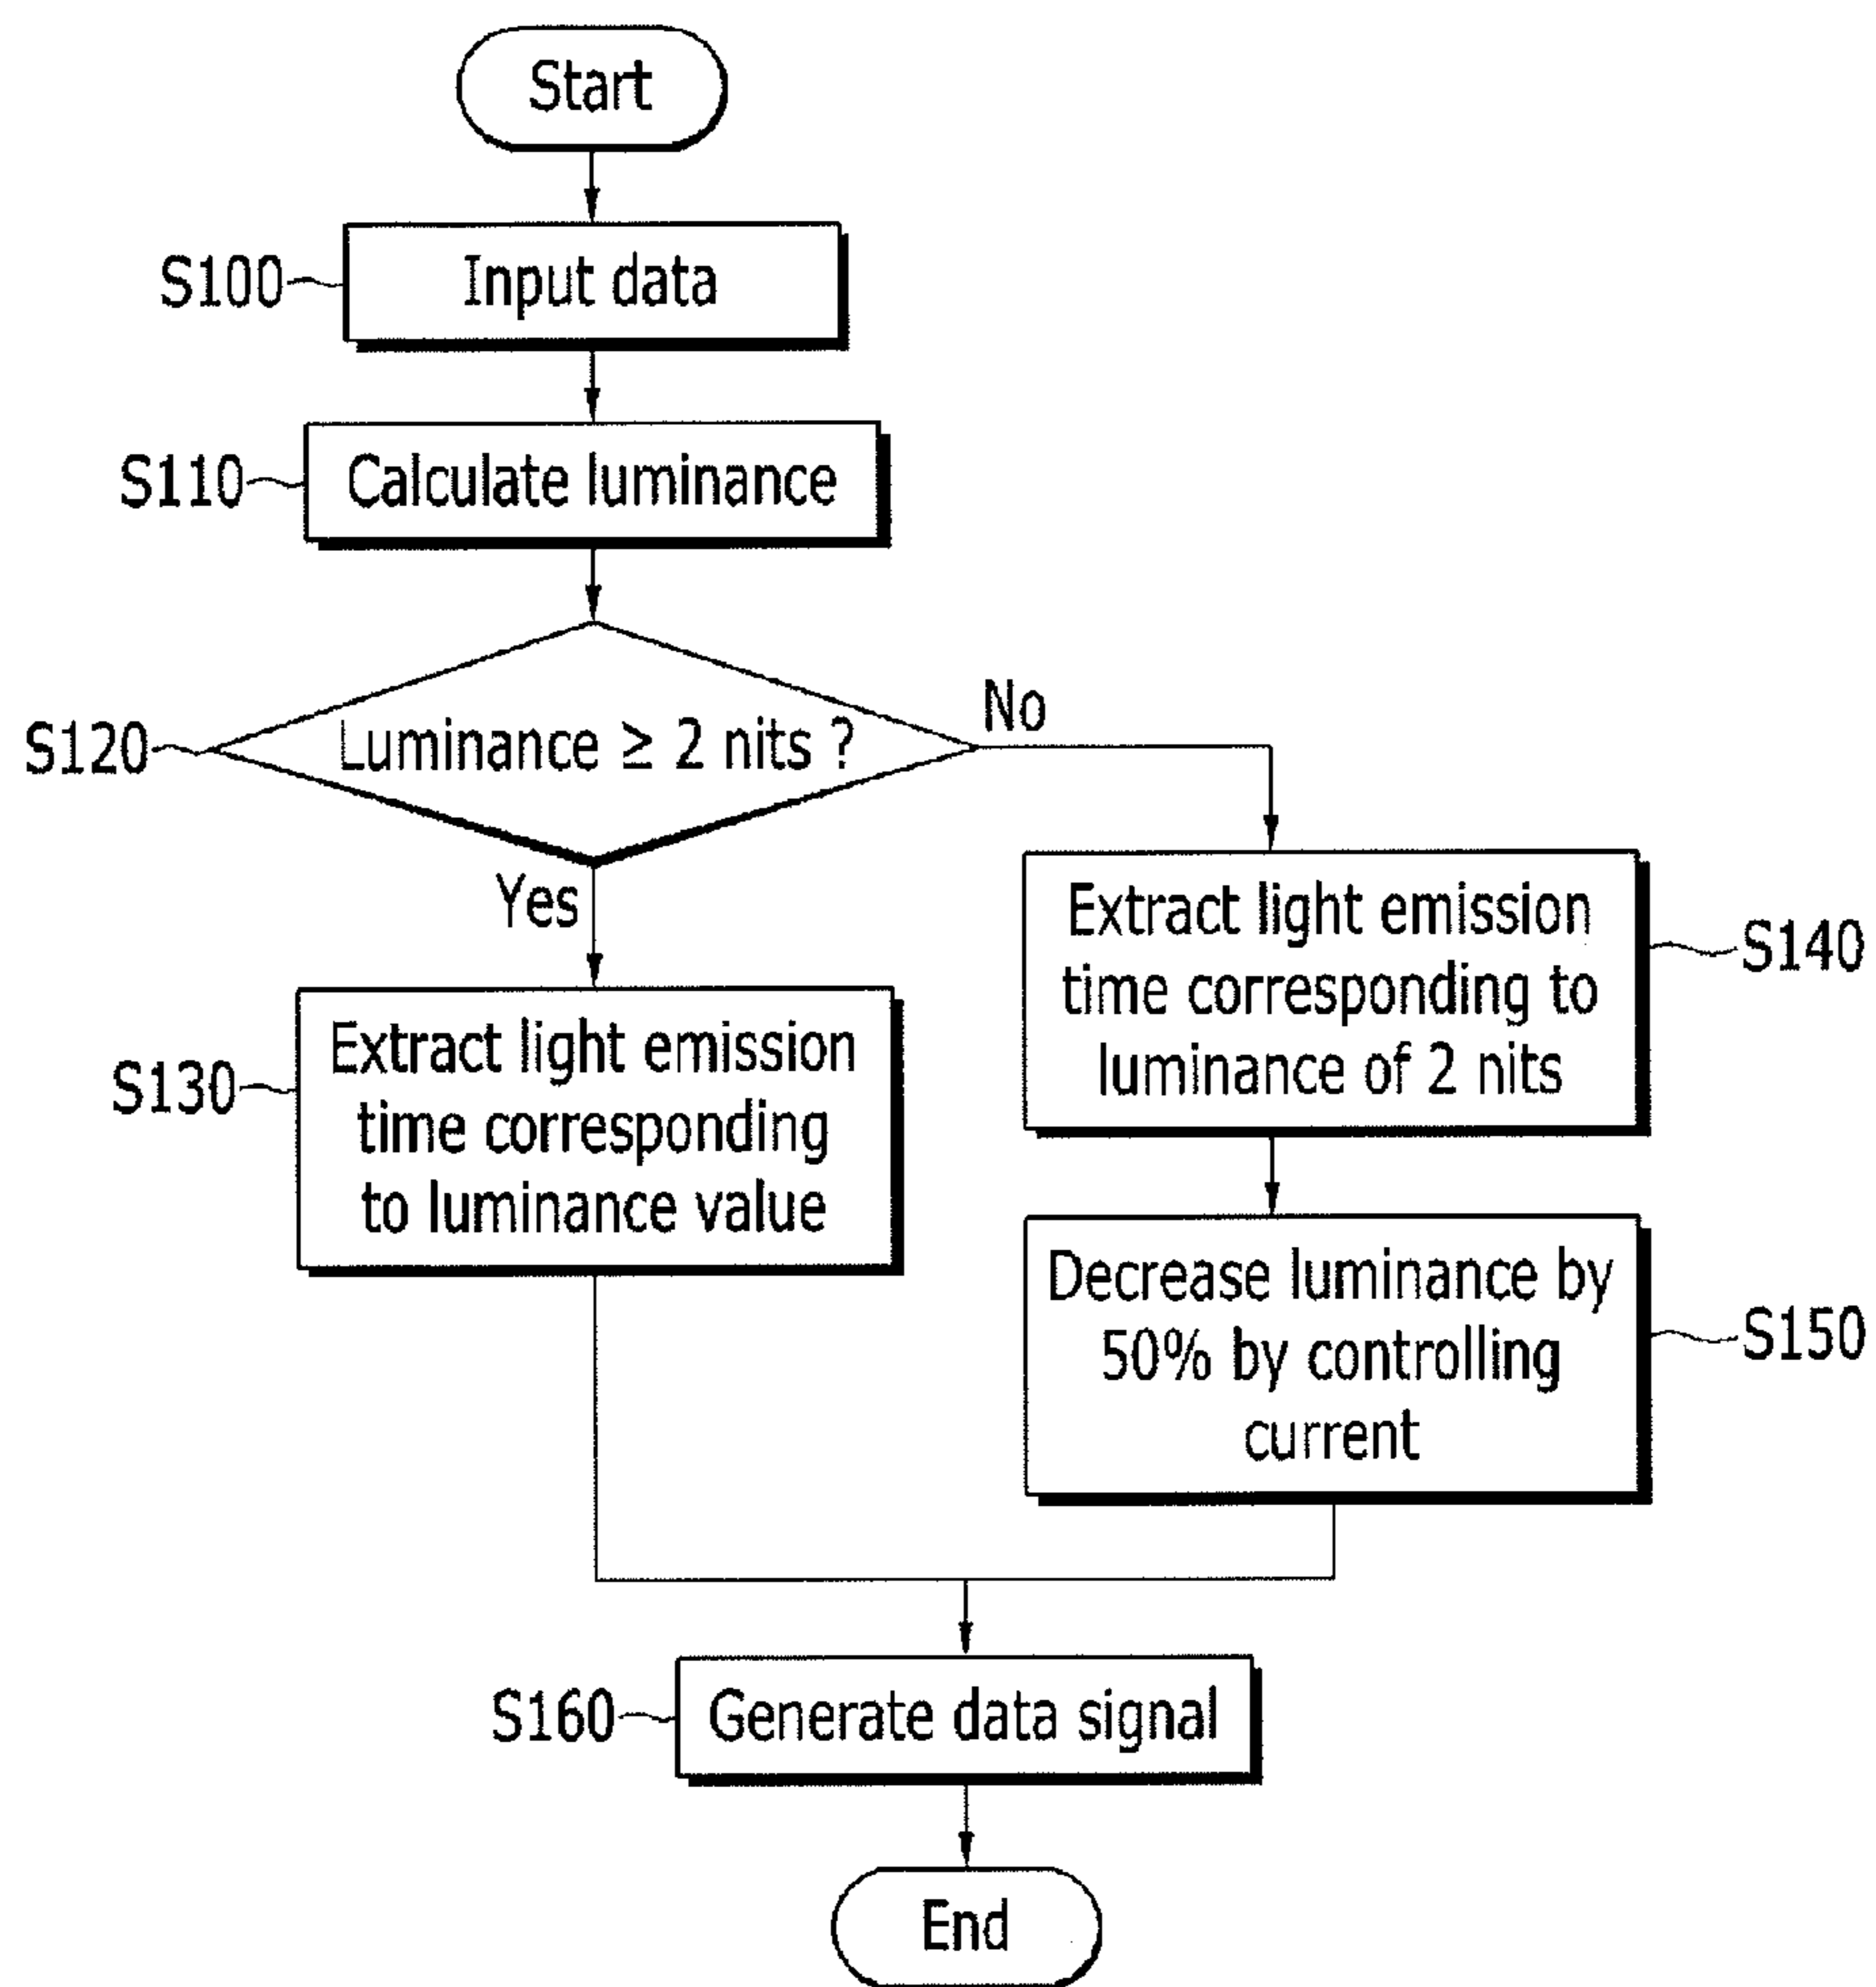 Start
S100
Input data
S110
Calculate luminance
S120
Luminance ≥ 2 nits ?
No
Yes
S130
Extract light emission
time corresponding
to luminance value
Extract light emission
time corresponding to
luminance of 2 nits
S140
Decrease luminance by
50% by controlling
current
S150
S160
Generate data signal
End